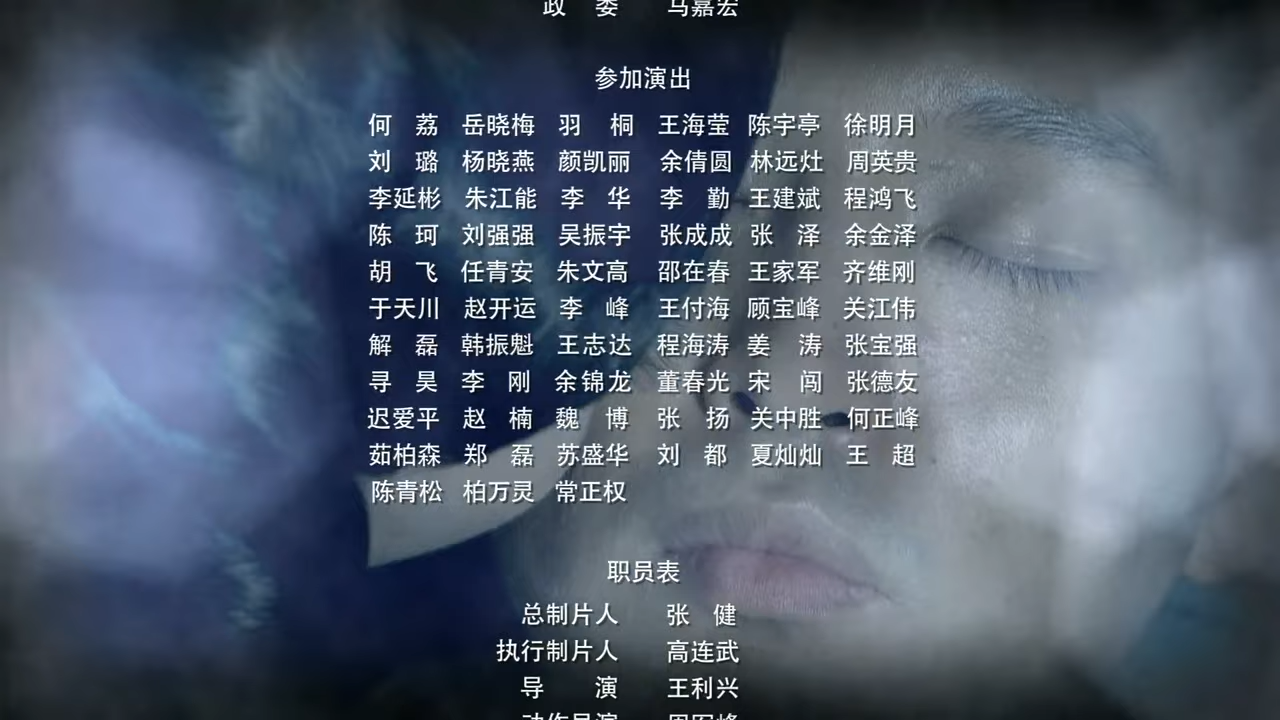 政　委　马嘉宏
参加演出
何　荔　岳晓梅　羽　桐　王海莹　陈宇亭　徐明月
刘　璐　杨晓燕　颜凯丽　余倩圆　林远灶　周英贵
李延彬　朱江能　李　华　李　勤　王建斌　程鸿飞
陈　珂　刘强强　吴振宇　张成成　张　泽　余金泽
胡　飞　任青安　朱文高　邵在春　王家军　齐维刚
于天川　赵开运　李　峰　王付海　顾宝峰　关江伟
解　磊　韩振魁　王志达　程海涛　姜　涛　张宝强
寻　昊　李　刚　余锦龙　董春光　宋　闯　张德友
迟爱平　赵　楠　魏　博　张　扬　关中胜　何正峰
茹柏森　郑　磊　苏盛华　刘　都　夏灿灿　王　超
陈青松　柏万灵　常正权
职员表
总制片人　张　健
执行制片人　高连武
导　演　王利兴
动作导演